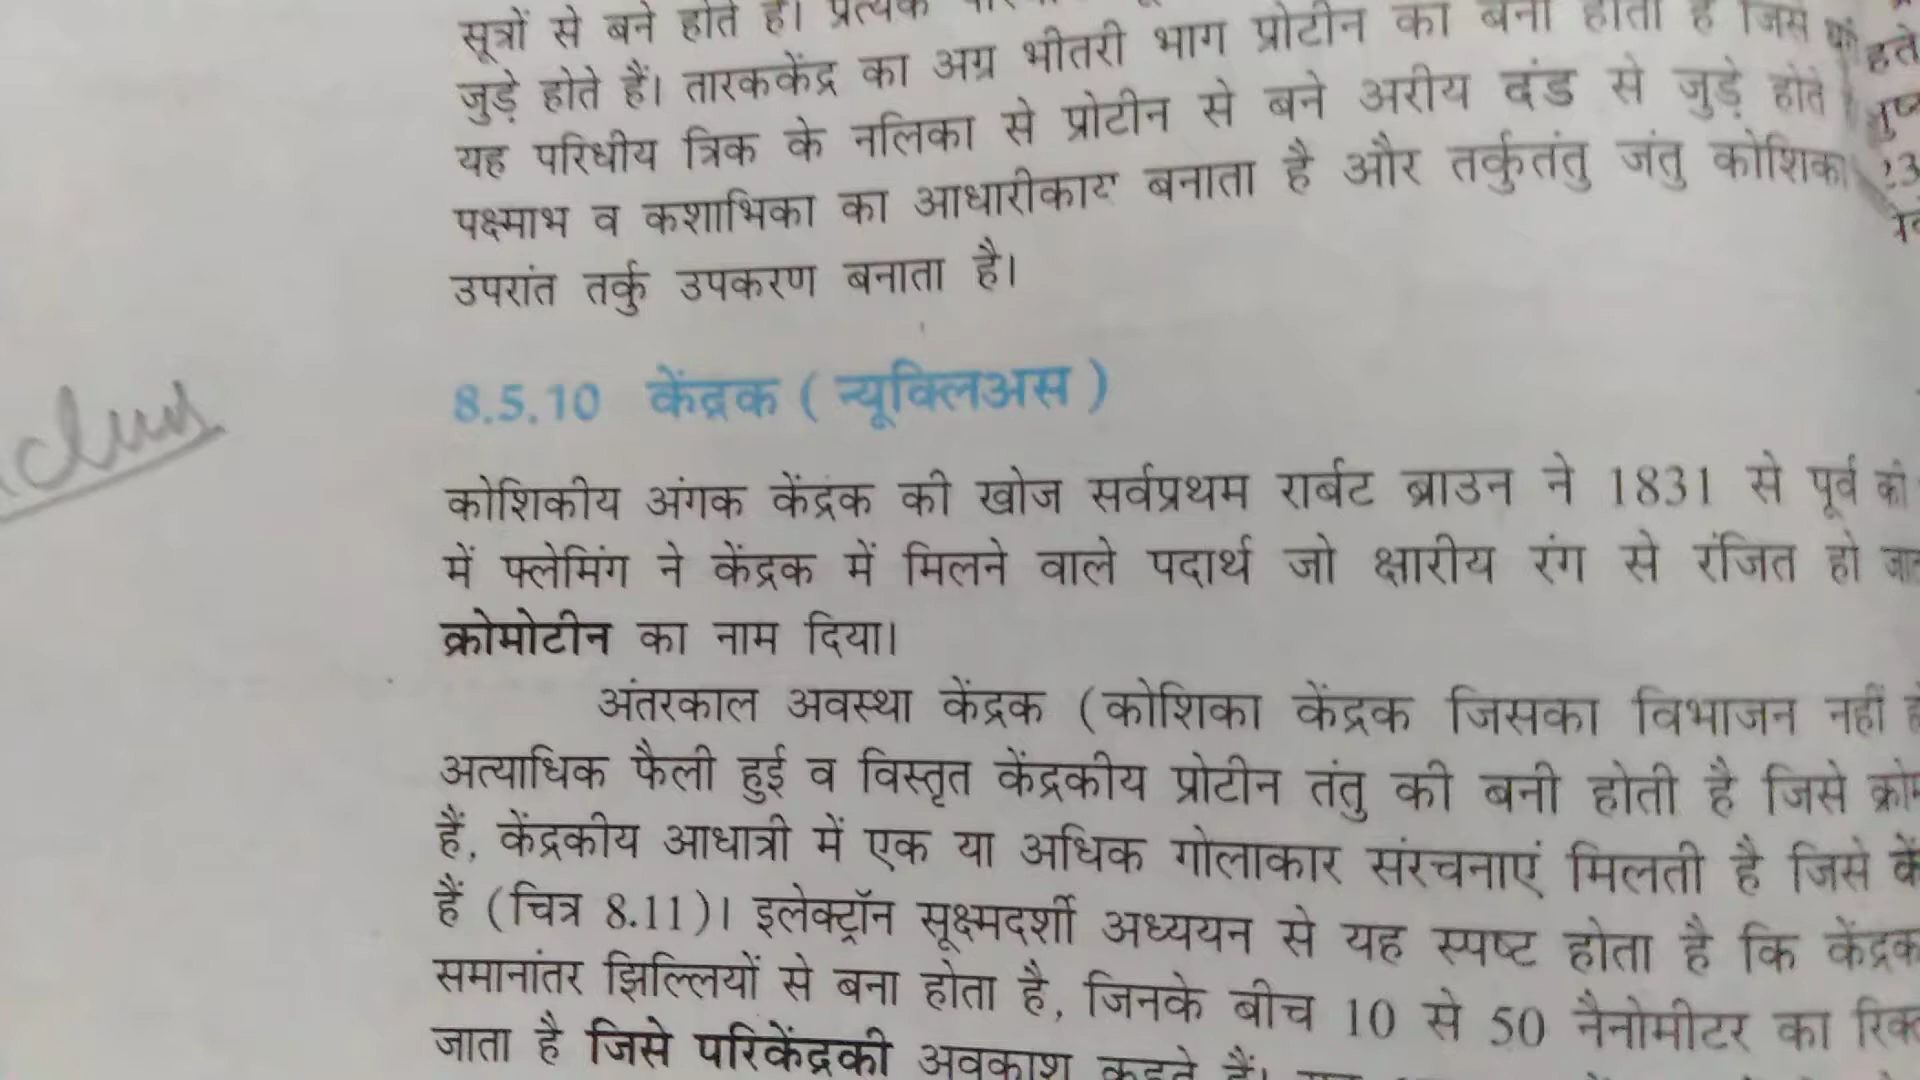 सूत्रों से बने होते हैं। प्रत्येक
जुड़े होते हैं। तारककेंद्र का अग्र भीतरी भाग प्रोटीन का बना होता है जिसे
यह परिधीय त्रिक के नलिका से प्रोटीन से बने अरीय दंड से जुड़े होते
पक्ष्माभ व कशाभिका का आधारीकाय बनाता है और तर्कुतंतु जंतु कोशिका
उपरांत तर्कु उपकरण बनाता है।
8.5.10 केंद्रक ( न्यूक्लिअस )
कोशिकीय अंगक केंद्रक की खोज सर्वप्रथम रार्बट ब्राउन ने 1831 से पूर्व की
में फ्लेमिंग ने केंद्रक में मिलने वाले पदार्थ जो क्षारीय रंग से रंजित हो
क्रोमोटीन का नाम दिया।
अंतरकाल अवस्था केंद्रक (कोशिका केंद्रक जिसका विभाजन नहीं
अत्याधिक फैली हुई व विस्तृत केंद्रकीय प्रोटीन तंतु की बनी होती है जिसे
हैं, केंद्रकीय आधात्री में एक या अधिक गोलाकार संरचनाएं मिलती है जिसे
हैं (चित्र 8.11)। इलेक्ट्रॉन सूक्ष्मदर्शी अध्ययन से यह स्पष्ट होता है कि केंद्रक
समानांतर झिल्लियों से बना होता है, जिनके बीच 10 से 50 नैनोमीटर का
जाता है जिसे परिकेंद्रकी अवकाश कहते हैं।